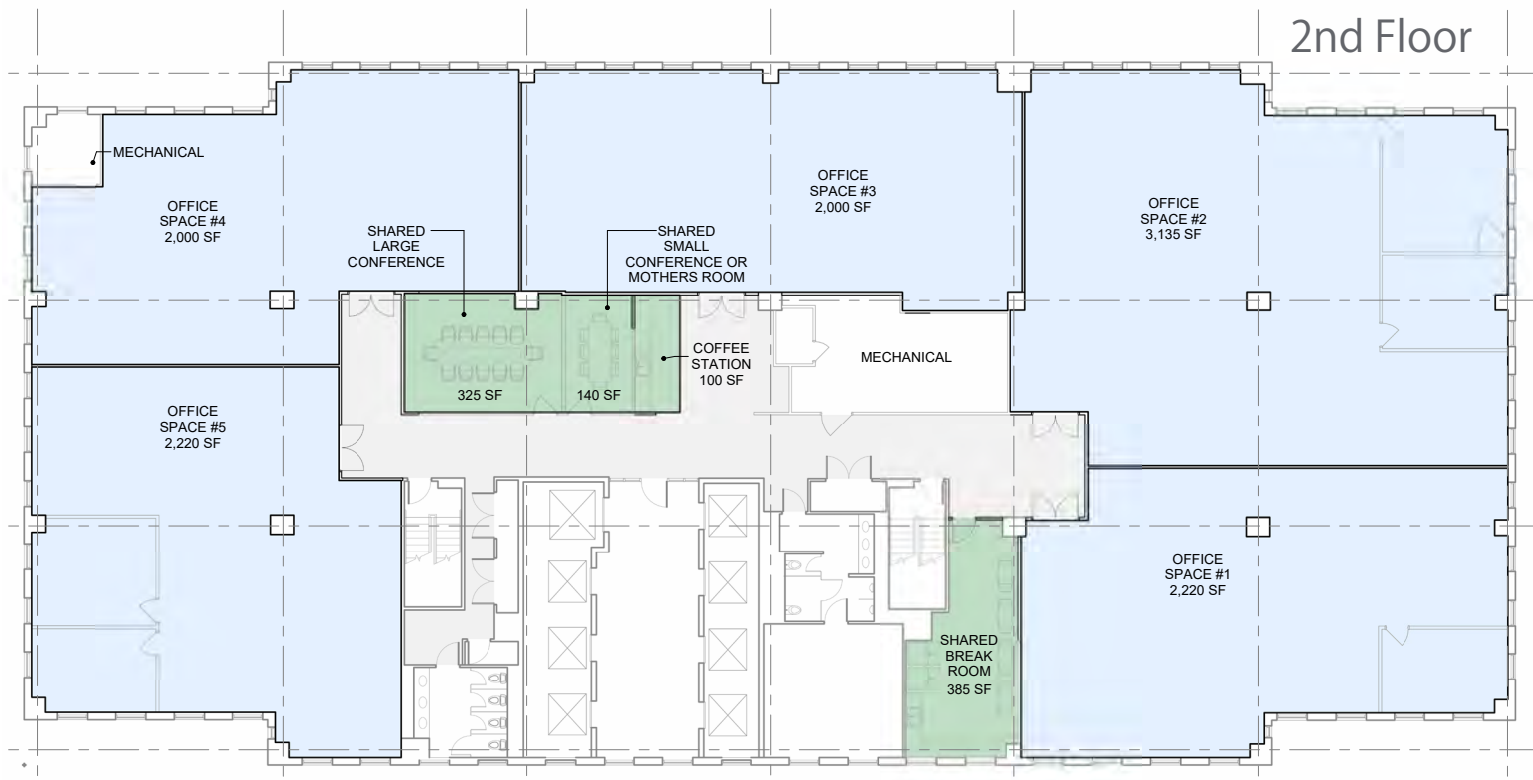 2nd Floor
MECHANICAL
OFFICE
SPACE #4
2,000 SF
SHARED
LARGE
CONFERENCE
SHARED
SMALL
CONFERENCE OR
MOTHERS ROOM
OFFICE
SPACE #3
2,000 SF
OFFICE
SPACE #2
3,135 SF
325 SF
140 SF
COFFEE
STATION
100 SF
MECHANICAL
OFFICE
SPACE #5
2,220 SF
OFFICE
SPACE #1
2,220 SF
SHARED
BREAK
ROOM
385 SF